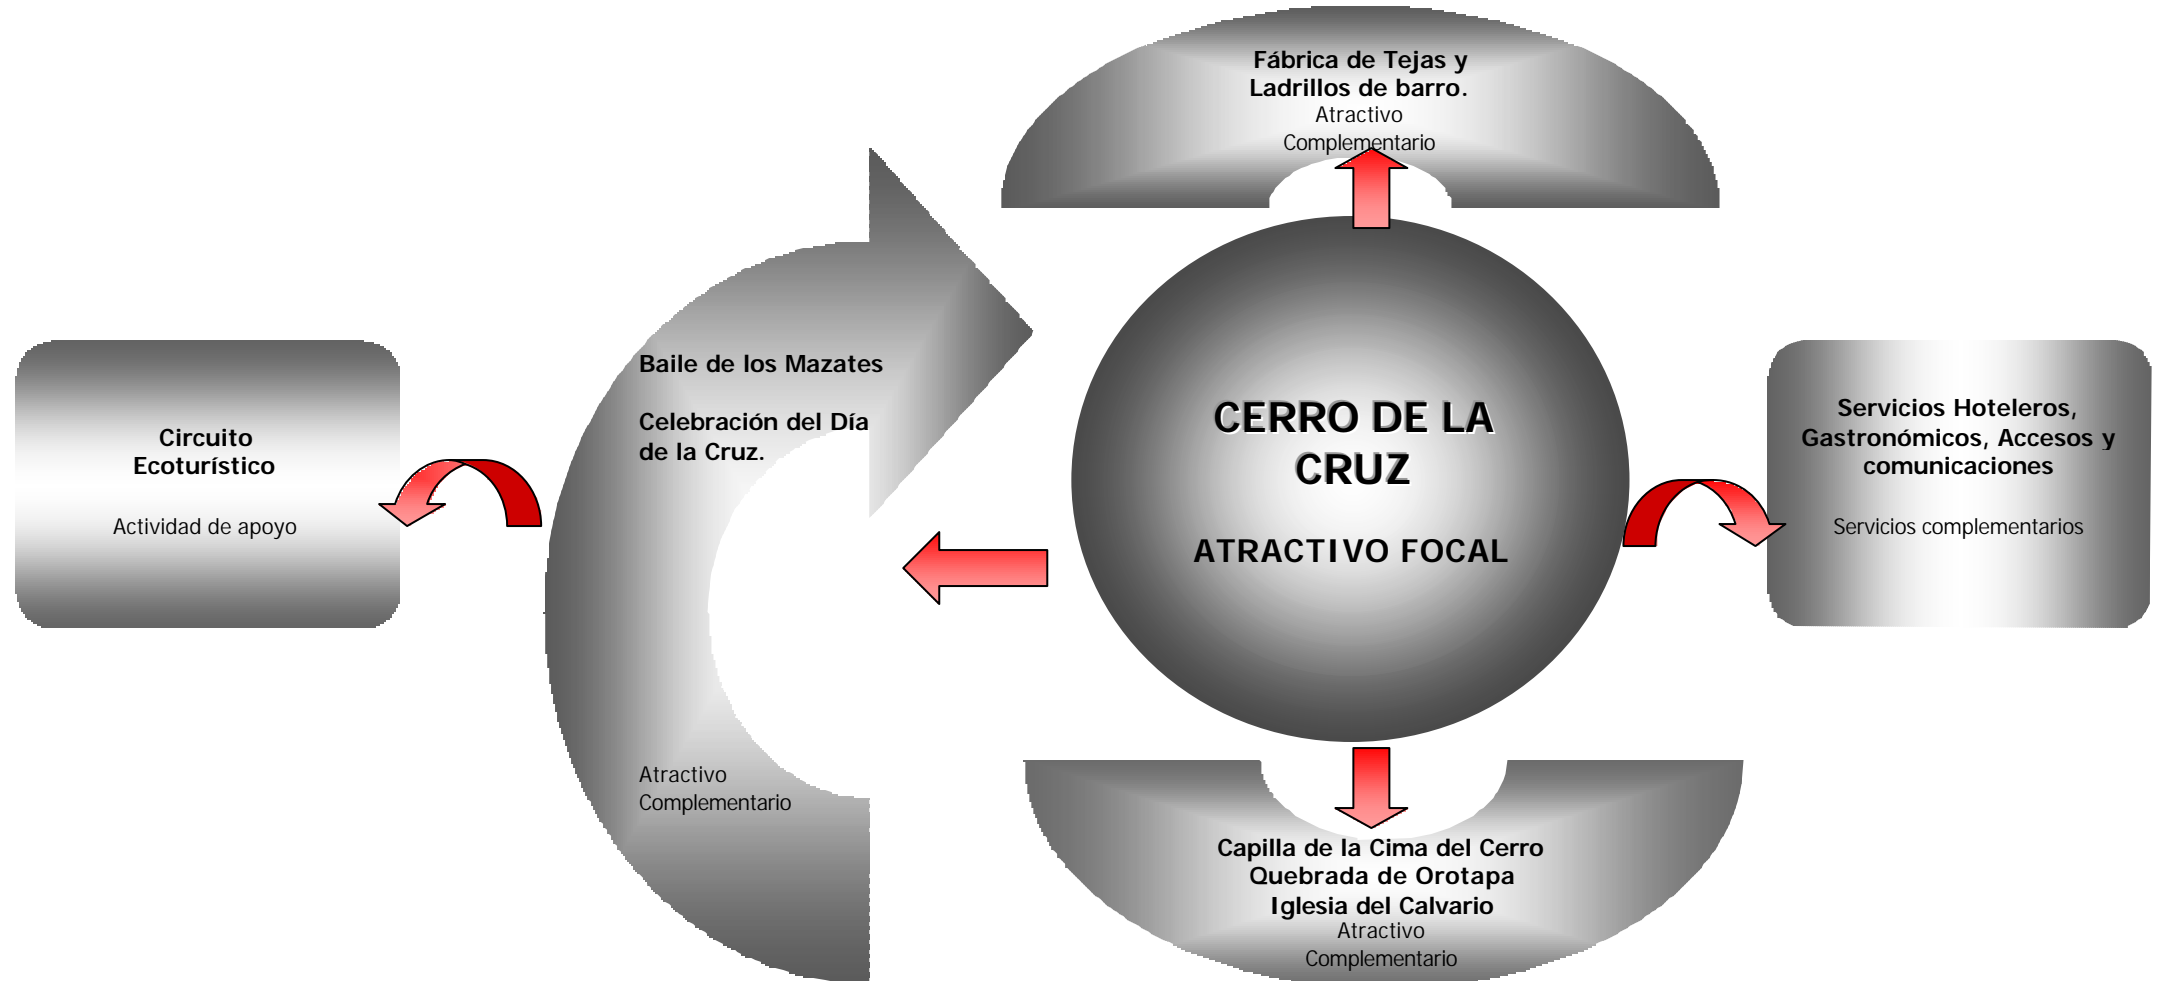 Fábrica de Tejas y
Ladrillos de barro.
Atractivo
Complementario
Baile de los Mazates
Celebración del Día
de la Cruz.
Atractivo
Complementario
Circuito
Ecoturístico
Actividad de apoyo
CERRO DE LA
CRUZ
ATRACTIVO FOCAL
Servicios Hoteleros,
Gastronómicos, Accesos y
comunicaciones
Servicios complementarios
Capilla de la Cima del Cerro
Quebrada de Orotapa
Iglesia del Calvario
Atractivo
Complementario